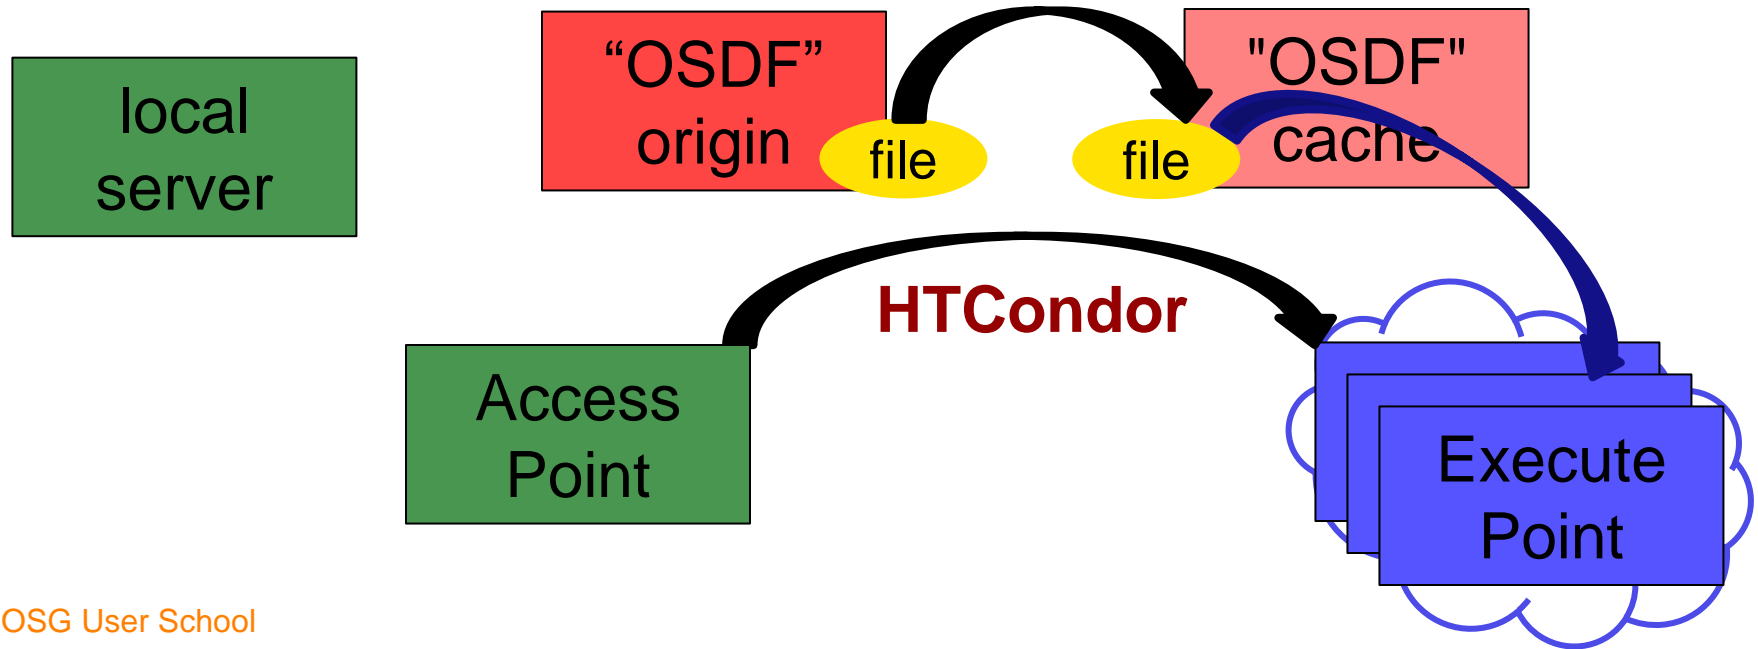 local
server
“OSDF”
origin
file
file
"OSDF"
cache
HTCondor
Access
Point
Execute
Point
OSG User School